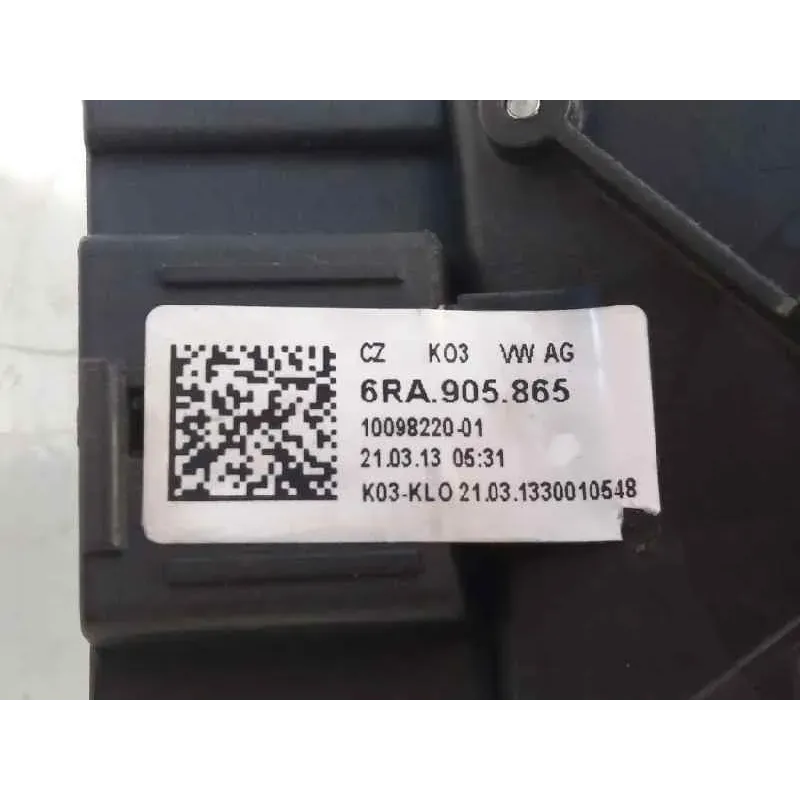 CZ K03 VW AG
6RA.905.865
10098220-01
21.03.13 05:31
K03-KLO 21.03.1330010548